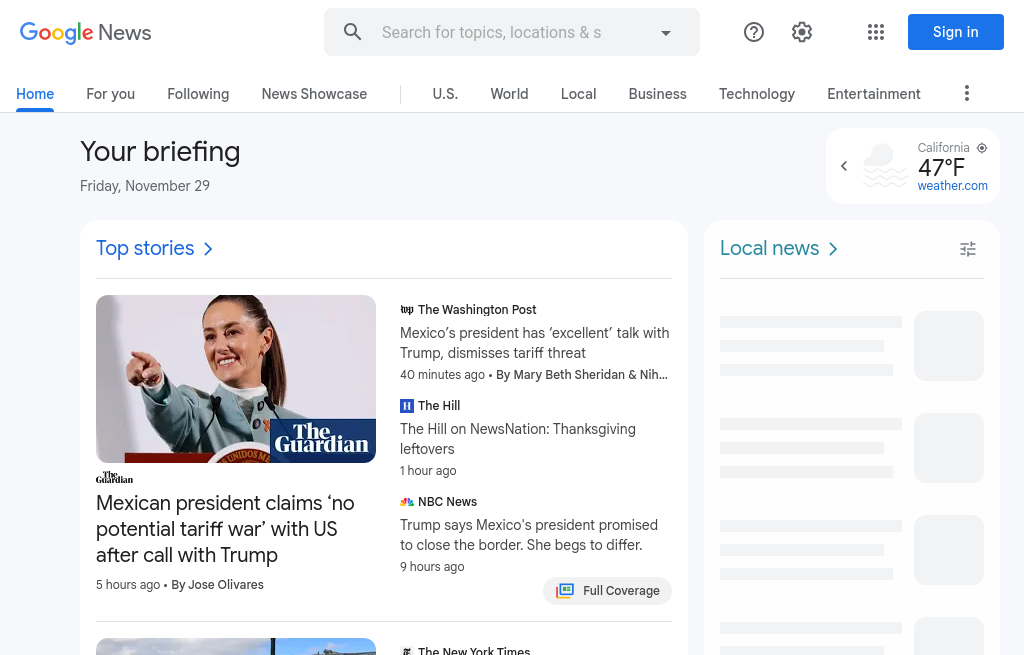 Google News
Search for topics, locations & s
Sign in
Home
For you
Following
News Showcase
U.S.
World
Local
Business
Technology
Entertainment
Your briefing
Friday, November 29
California
47°F
weather.com
Top stories
Local news
The Guardian
UNIDOS
The Guardian
Mexican president claims ‘no
potential tariff war’ with US
after call with Trump
5 hours ago • By Jose Olivares
wp The Washington Post
Mexico’s president has ‘excellent’ talk with
Trump, dismisses tariff threat
40 minutes ago • By Mary Beth Sheridan & Nih...
H The Hill
The Hill on NewsNation: Thanksgiving
leftovers
1 hour ago
NBC News
Trump says Mexico's president promised
to close the border. She begs to differ.
9 hours ago
Full Coverage
The New York Times